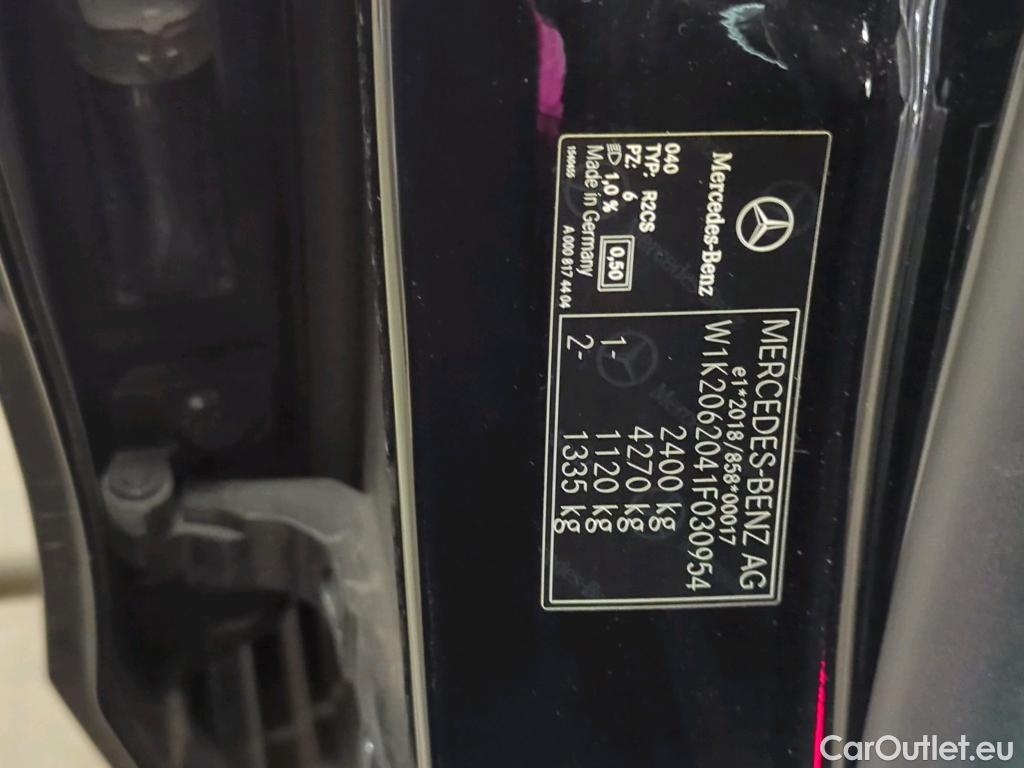 Mercedes-Benz
040
TYP: R2CS
PZ: 6
1,0 %
0,50
Made in Germany
1540405
A 000 817 44 04
MERCEDES-BENZ AG
e1*2018/858*00017
W1K2062041F030954
2400 kg
4270 kg
1- 1120 kg
2- 1335 kg
CarOutlet.eu